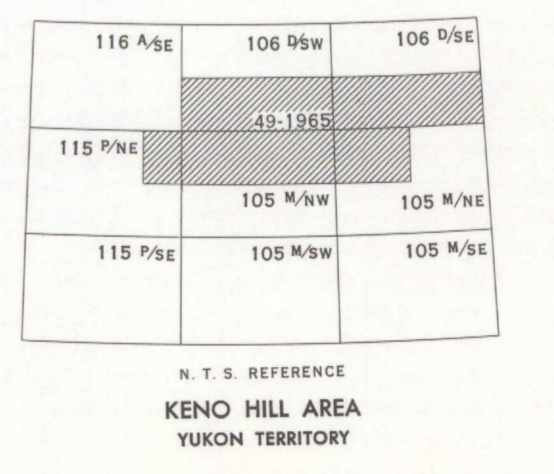 116 A/SE 106 D/SW 106 D/SE
49-1965
115 P/NE
105 M/NW 105 M/NE
115 P/SE 105 M/SW 105 M/SE
N. T. S. REFERENCE
KENO HILL AREA
YUKON TERRITORY